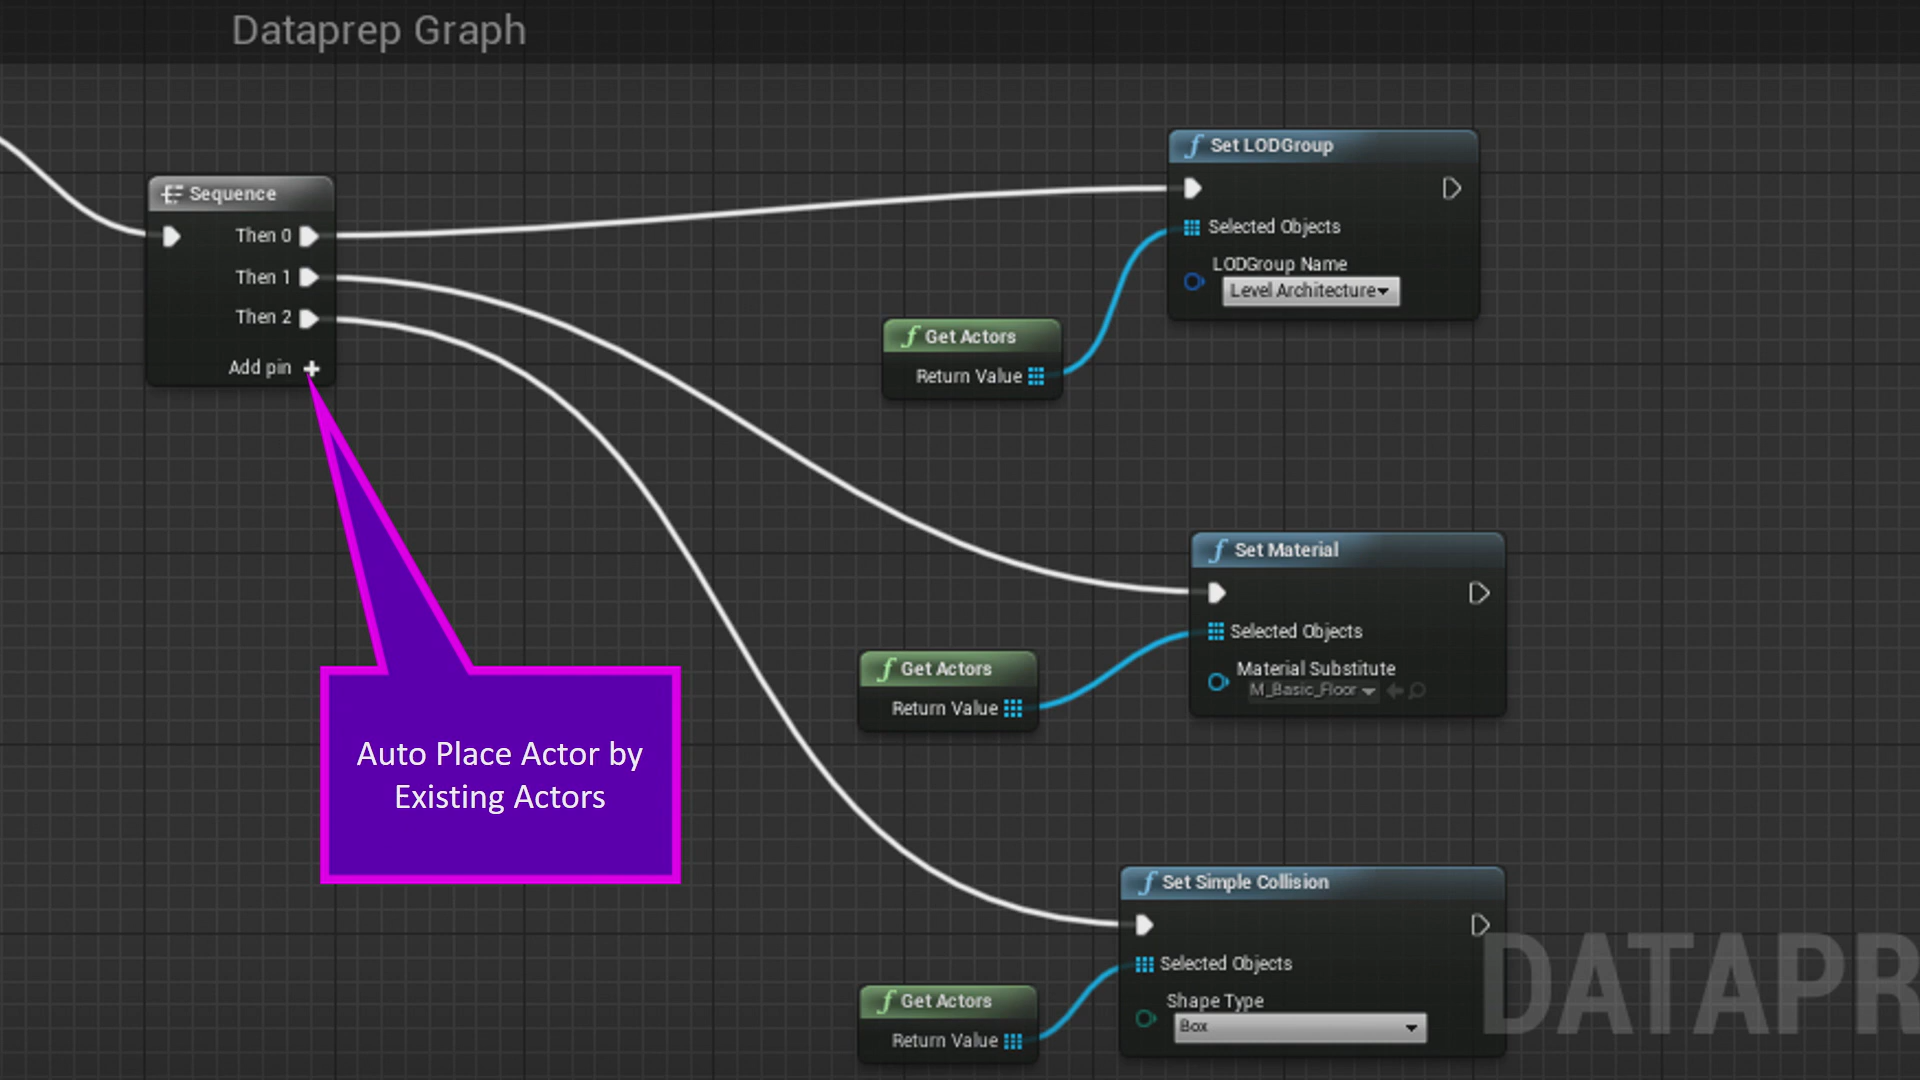 Dataprep Graph
Sequence
Then 0
Then 1
Then 2
Add pin
Set LODGroup
Selected Objects
LODGroup Name
Level Architecture
Get Actors
Return Value
Set Material
Selected Objects
Material Substitute
M_Basic_Floor
Get Actors
Return Value
Auto Place Actor by
Existing Actors
Set Simple Collision
Selected Objects
Shape Type
Box
Get Actors
Return Value
DATAPR